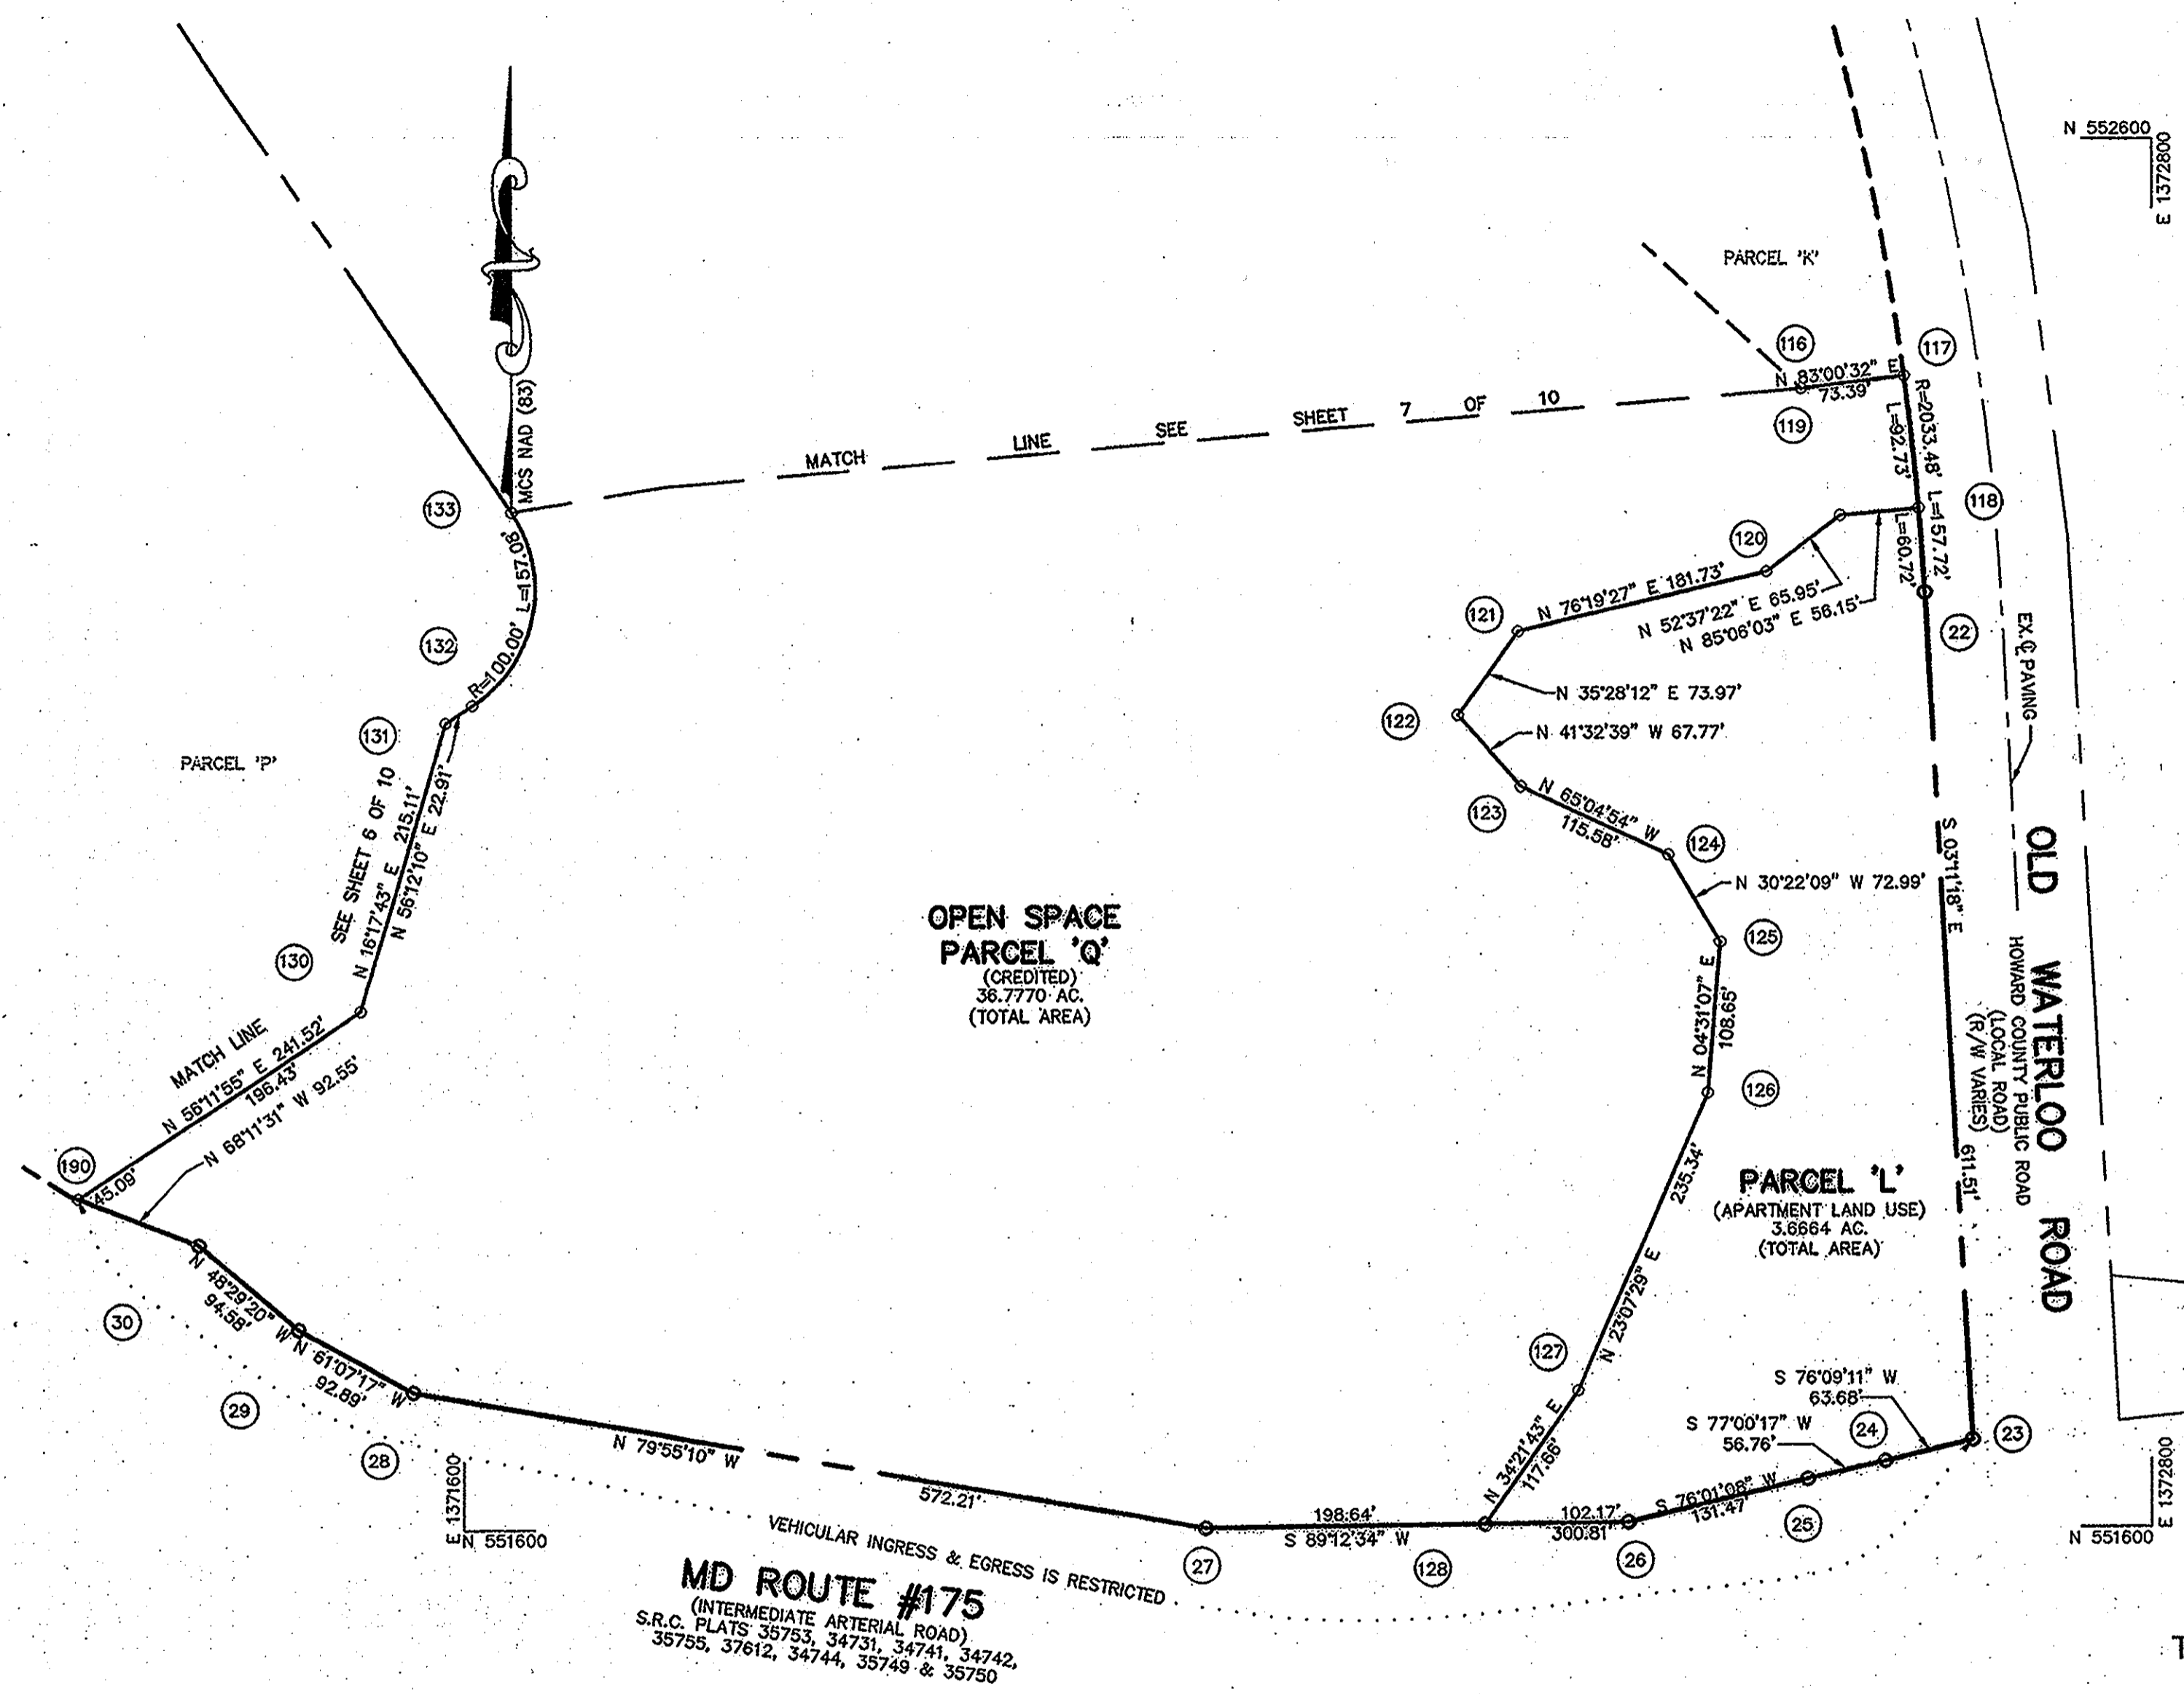 N 552600
E 1372800
PARCEL 'K'
116
117
N 83°00'32" E
73.39'
119
MATCH LINE SEE SHEET 7 OF 10
MCS NAD (83)
133
R=2033.48' L=157.72'
L=92.73'
118
L=60.72'
120
N 76°19'27" E 181.73'
121
N 52°37'22" E 65.95'
N 85°06'03" E 56.15'
22
R=100.00' L=157.08'
132
131
N 35°28'12" E 73.97'
122
N 41°32'39" W 67.77'
EX. ℄ PAVING
PARCEL 'P'
SEE SHEET 6 OF 10
N 16°17'43" E 215.11'
N 56°12'10" E 22.91'
123
N 65°04'54" W
115.58'
124
N 30°22'09" W 72.99'
125
S 03°11'18" E
611.51'
OLD WATERLOO ROAD
HOWARD COUNTY PUBLIC ROAD
(LOCAL ROAD)
(R/W VARIES)
OPEN SPACE
PARCEL 'Q'
(CREDITED)
36.7770 AC.
(TOTAL AREA)
130
N 04°31'07" E
108.65'
126
MATCH LINE
N 56°11'55" E 241.52'
196.43'
N 68°11'31" W 92.55'
190
45.09'
235.34'
N 23°07'29" E
PARCEL 'L'
(APARTMENT LAND USE)
3.6664 AC.
(TOTAL AREA)
30
N 48°29'20" W
94.58'
N 61°07'17" W
92.89'
29
28
127
N 34°21'43" E
117.66'
S 76°09'11" W
63.68'
S 77°00'17" W
56.76'
24
23
N 79°55'10" W
572.21'
E 1371600
N 551600
198.64'
S 89°12'34" W
102.17'
300.81'
S 76°01'08" W
131.47'
25
26
27
128
E 1372800
N 551600
VEHICULAR INGRESS & EGRESS IS RESTRICTED
MD ROUTE #175
(INTERMEDIATE ARTERIAL ROAD)
S.R.C. PLATS 35753, 34731, 34741, 34742,
35755, 37612, 34744, 35749 & 35750
T